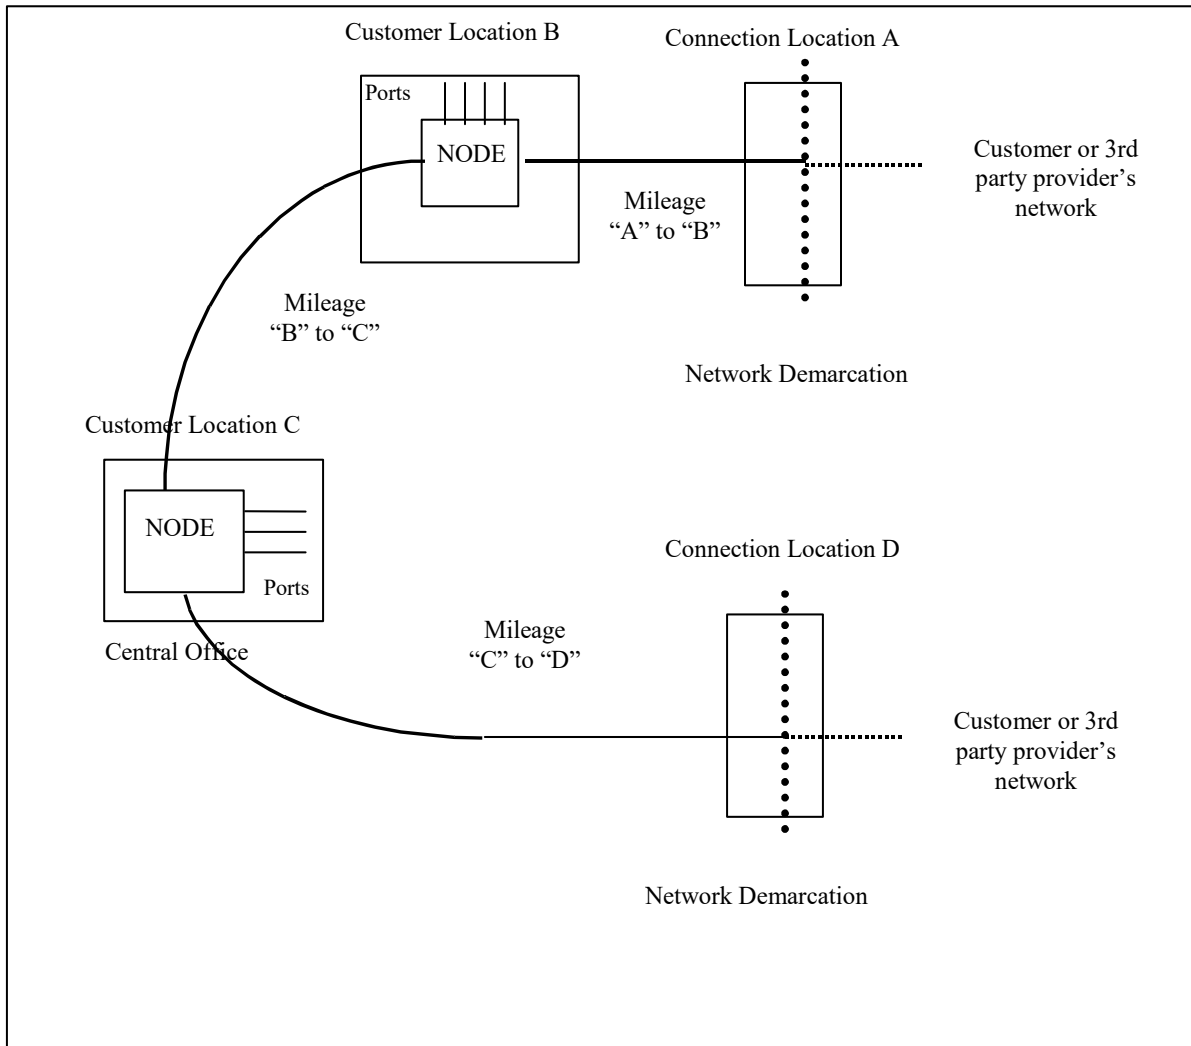 Customer Location B
Connection Location A
Ports
NODE
Customer or 3rd
party provider’s
network
Mileage
“A” to “B”
Mileage
“B” to “C”
Network Demarcation
Customer Location C
NODE
Ports
Central Office
Connection Location D
Mileage
“C” to “D”
Customer or 3rd
party provider’s
network
Network Demarcation